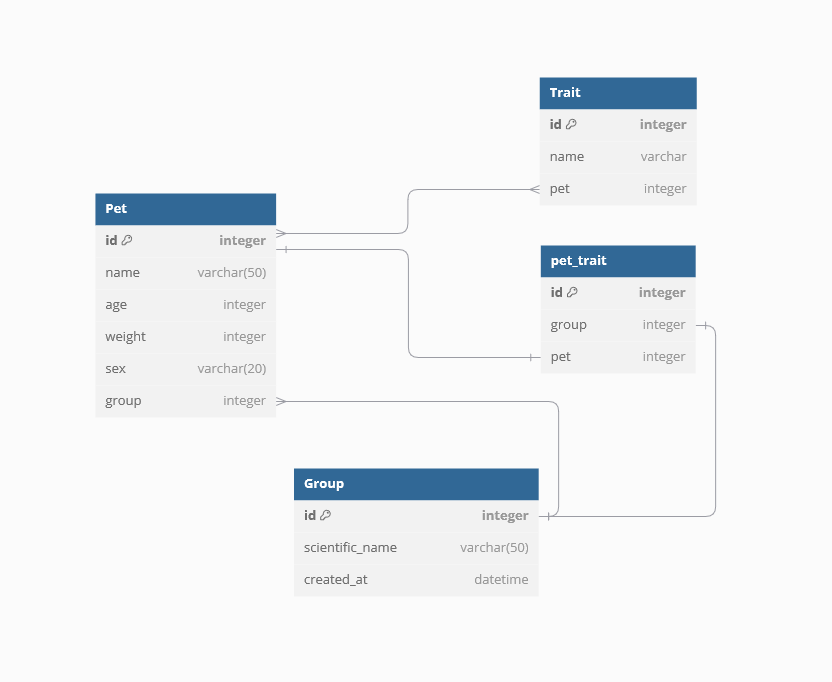 Trait
id integer
name varchar
pet integer
Pet
id integer
name varchar(50)
age integer
weight integer
sex varchar(20)
group integer
pet_trait
id integer
group integer
pet integer
Group
id integer
scientific_name varchar(50)
created_at datetime